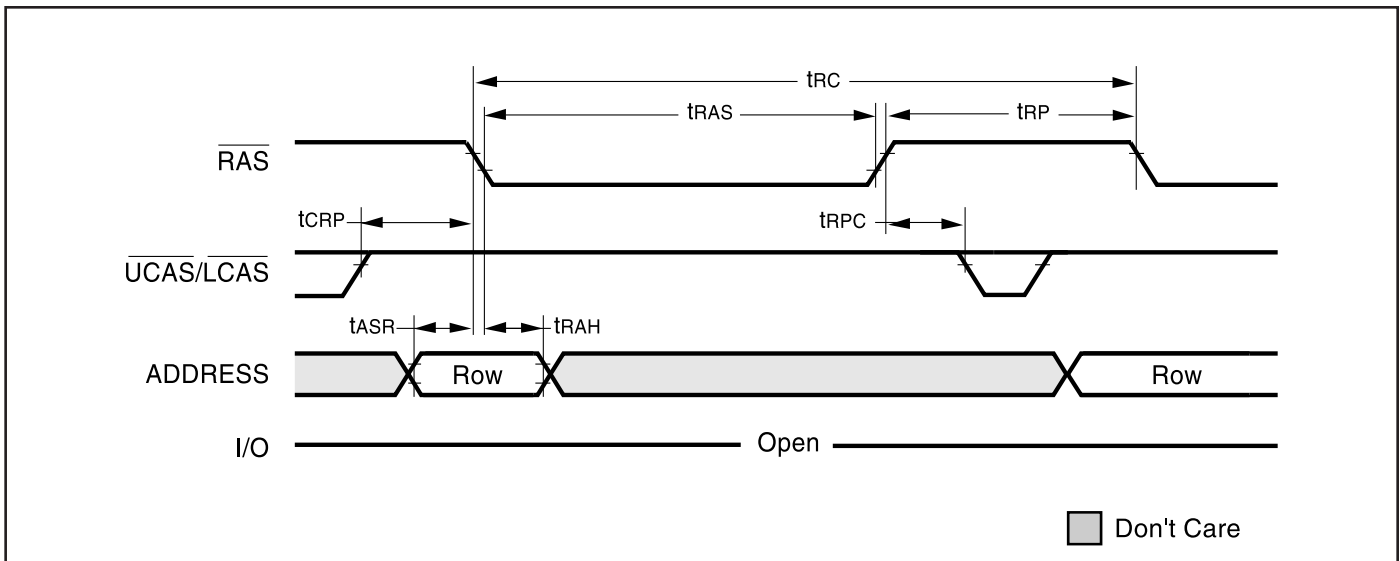 tRC
tRAS
tRP
RAS
tCRP
tRPC
UCAS/LCAS
tASR
tRAH
ADDRESS
Row
Row
I/O
Open
Don't Care